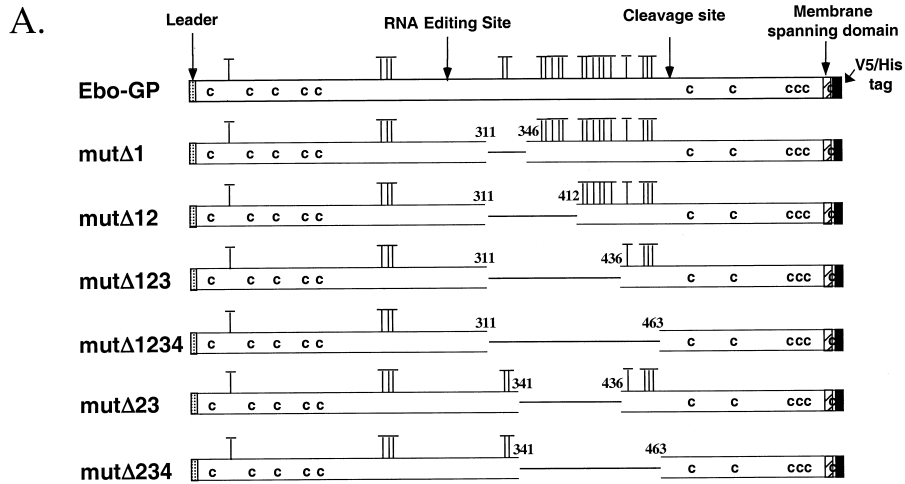 A.
Leader
RNA Editing Site
Cleavage site
Membrane
spanning domain
V5/His
tag
Ebo-GP
c c c c c c c ccc c
mutΔ1
311 346
c c c c c c c ccc c
mutΔ12
311 412
c c c c c c c ccc c
mutΔ123
311 436
c c c c c c c ccc c
mutΔ1234
311 463
c c c c c c c ccc c
mutΔ23
341 436
c c c c c c c ccc c
mutΔ234
341 463
c c c c c c c ccc c